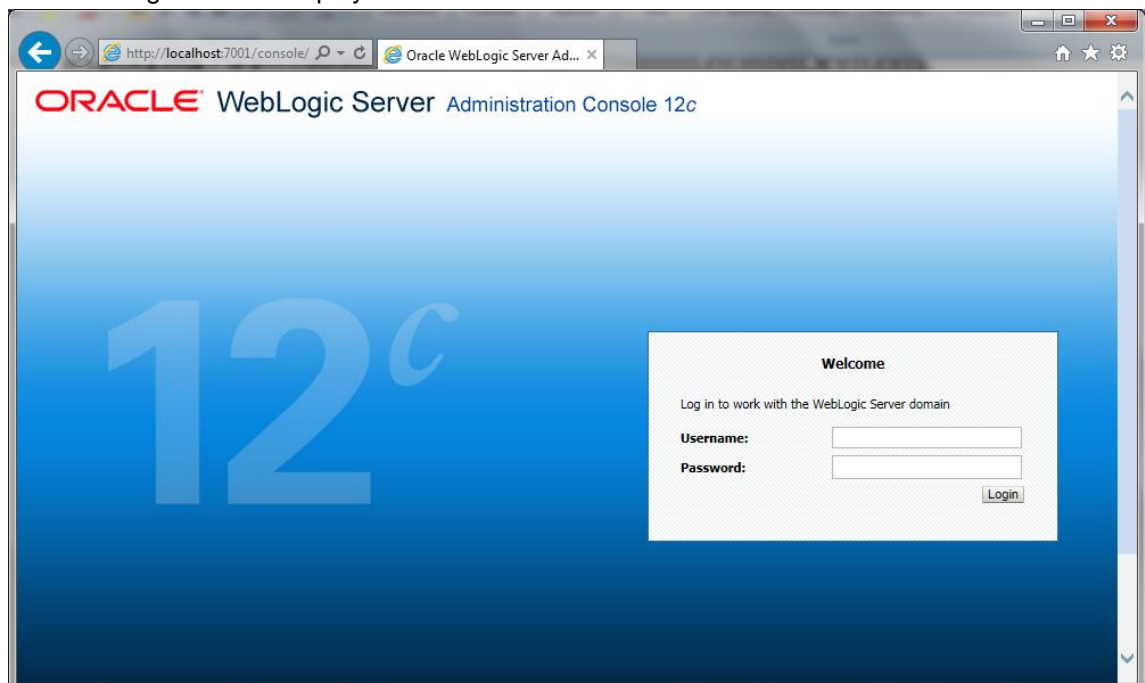 http://localhost:7001/console/
Oracle WebLogic Server Ad...
ORACLE WebLogic Server Administration Console 12c
12c
Welcome
Log in to work with the WebLogic Server domain
Username:
Password:
Login